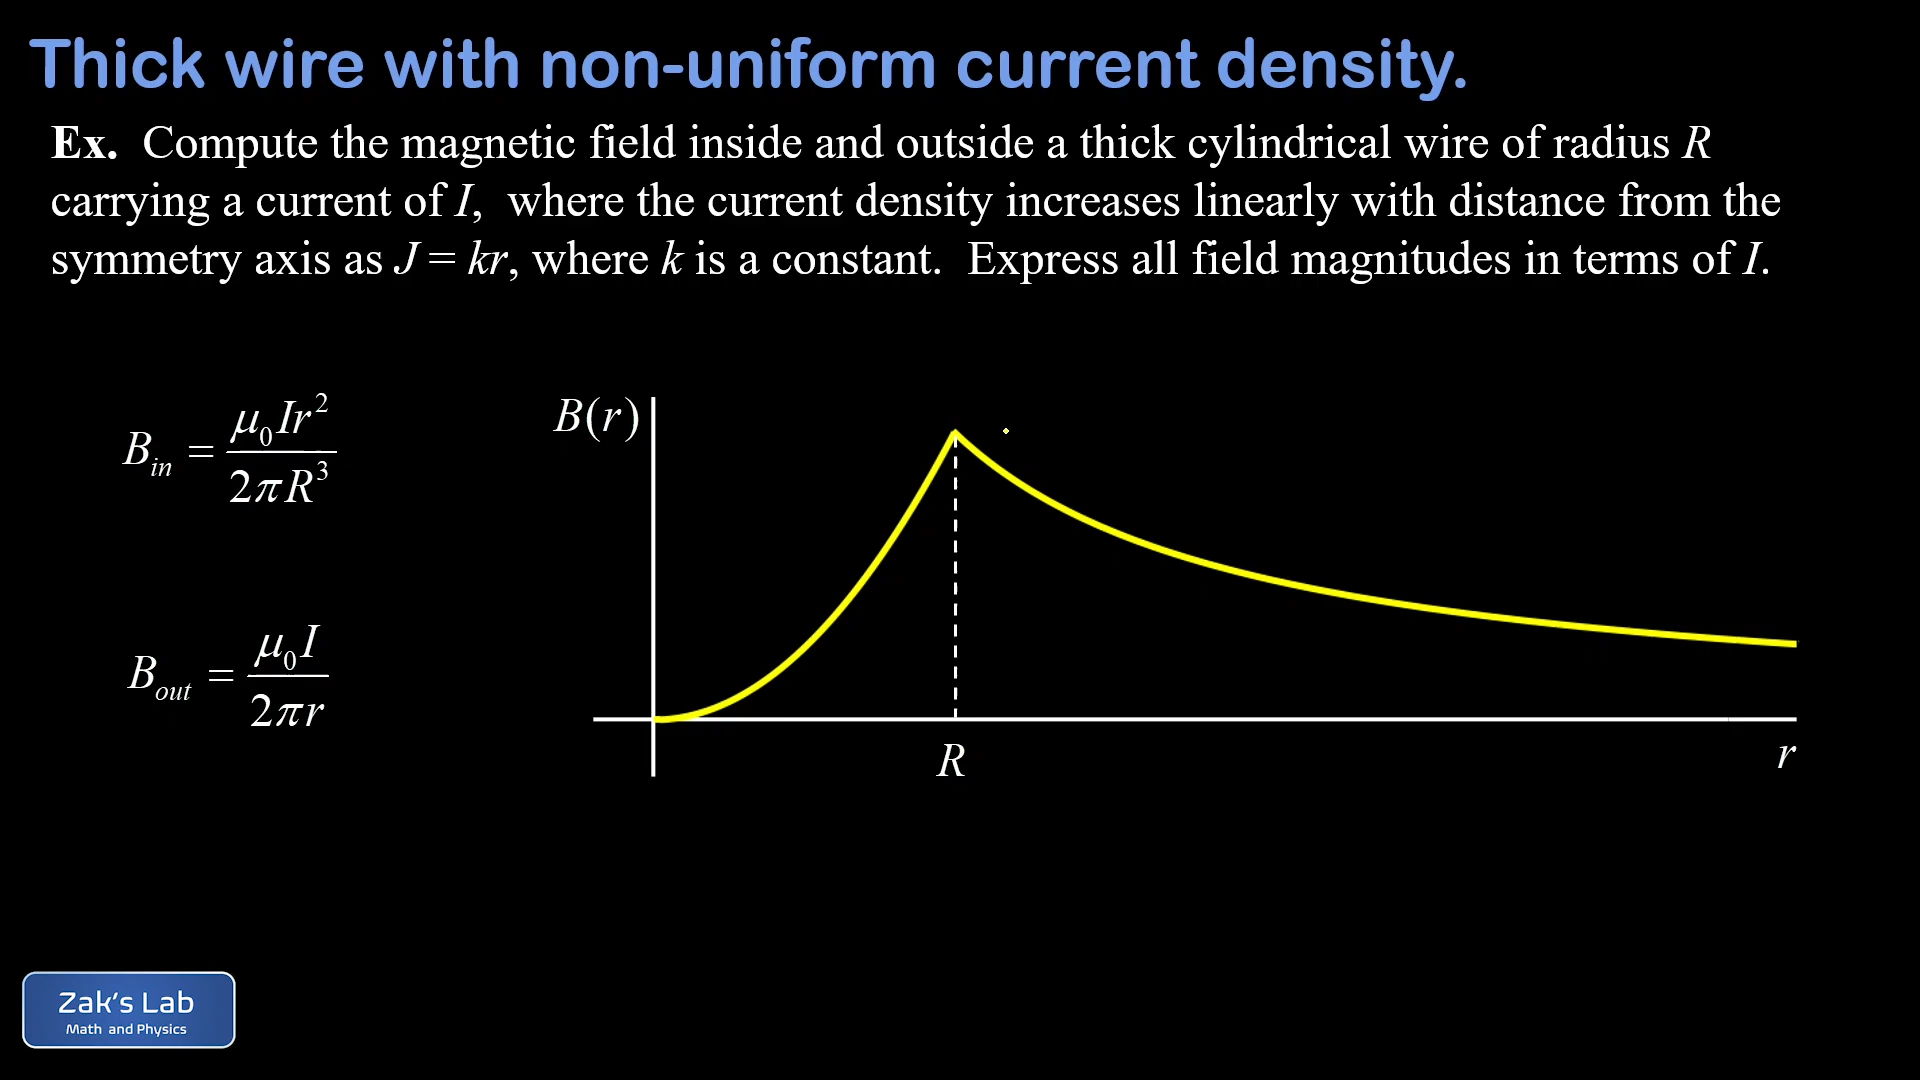 Thick wire with non-uniform current density.
Ex. Compute the magnetic field inside and outside a thick cylindrical wire of radius R
carrying a current of I, where the current density increases linearly with distance from the
symmetry axis as J = kr, where k is a constant. Express all field magnitudes in terms of I.
B_in = μ₀Ir² / 2πR³
B(r)
B_out = μ₀I / 2πr
R
r
Zak's Lab
Math and Physics